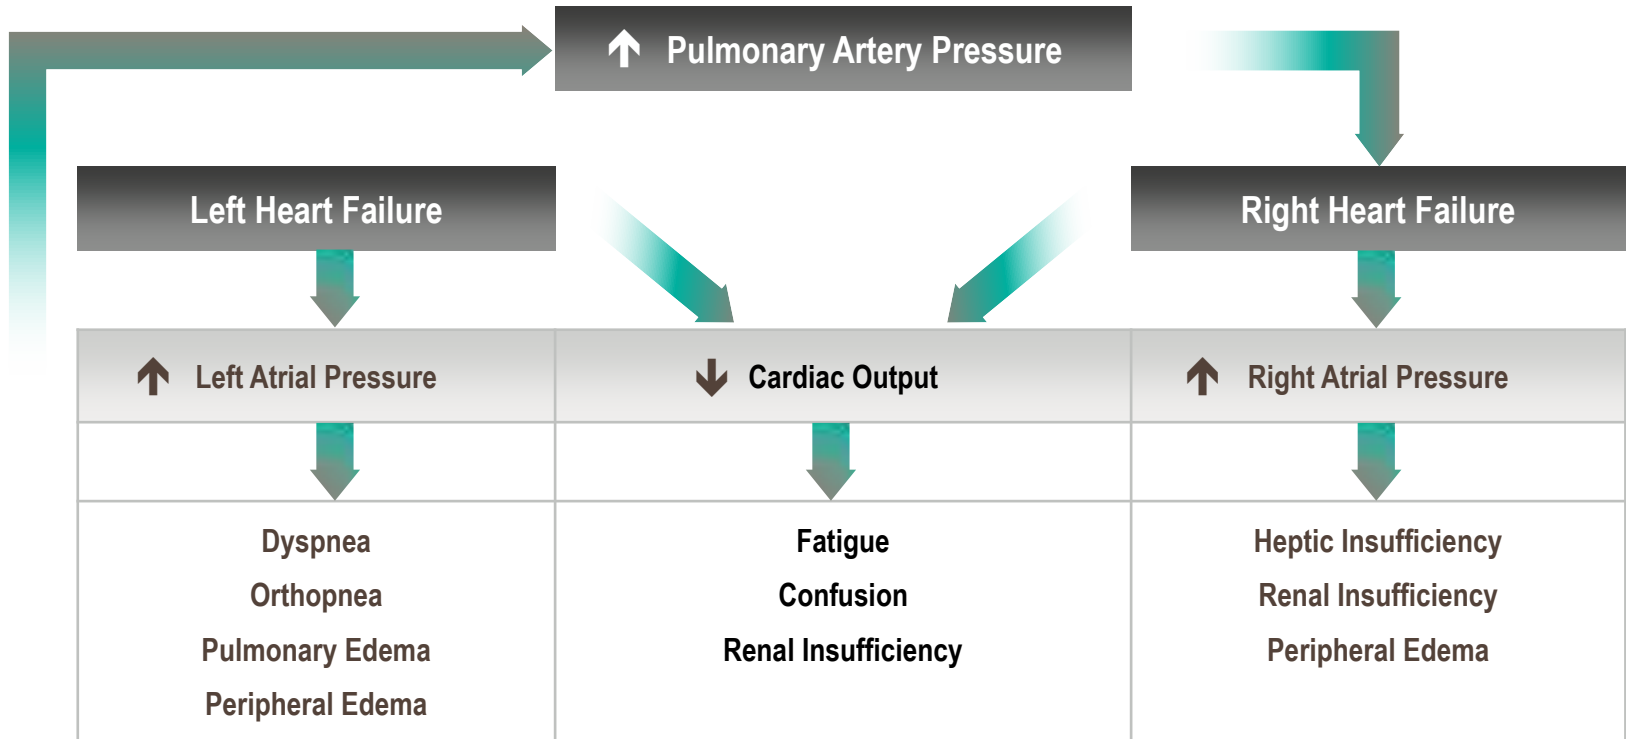 ↑ Pulmonary Artery Pressure
Left Heart Failure
Right Heart Failure
↑ Left Atrial Pressure
↓ Cardiac Output
↑ Right Atrial Pressure
Dyspnea
Orthopnea
Pulmonary Edema
Peripheral Edema
Fatigue
Confusion
Renal Insufficiency
Heptic Insufficiency
Renal Insufficiency
Peripheral Edema